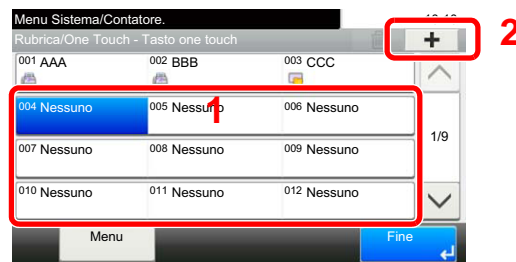 Menu Sistema/Contatore.
Rubrica/One Touch - Tasto one touch
+ 2
001 AAA 002 BBB 003 CCC
004 Nessuno 005 Nessuno 006 Nessuno
1
1/9
007 Nessuno 008 Nessuno 009 Nessuno
010 Nessuno 011 Nessuno 012 Nessuno
Menu Fine